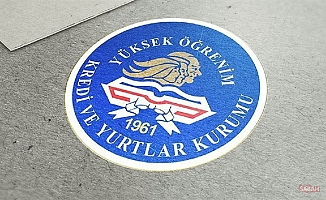 YÜKSEK ÖĞRENİM
KREDİ VE YURTLAR KURUMU
1961